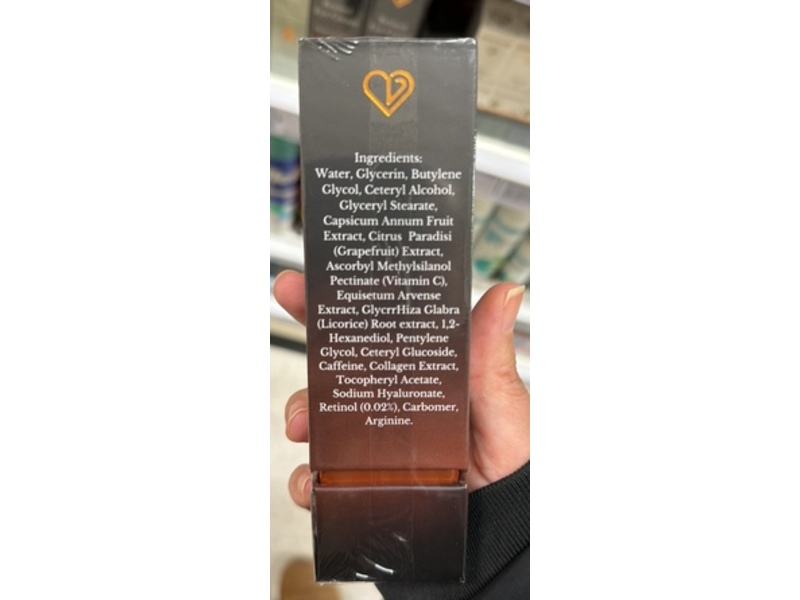 Ingredients:
Water, Glycerin, Butylene
Glycol, Ceteryl Alcohol,
Glyceryl Stearate,
Capsicum Annum Fruit
Extract, Citrus Paradisi
(Grapefruit) Extract,
Ascorbyl Methylsilanol
Pectinate (Vitamin C),
Equisetum Arvense
Extract, GlycrrHiza Glabra
(Licorice) Root extract, 1,2-
Hexanediol, Pentylene
Glycol, Ceteryl Glucoside,
Caffeine, Collagen Extract,
Tocopheryl Acetate,
Sodium Hyaluronate,
Retinol (0.02%), Carbomer,
Arginine.